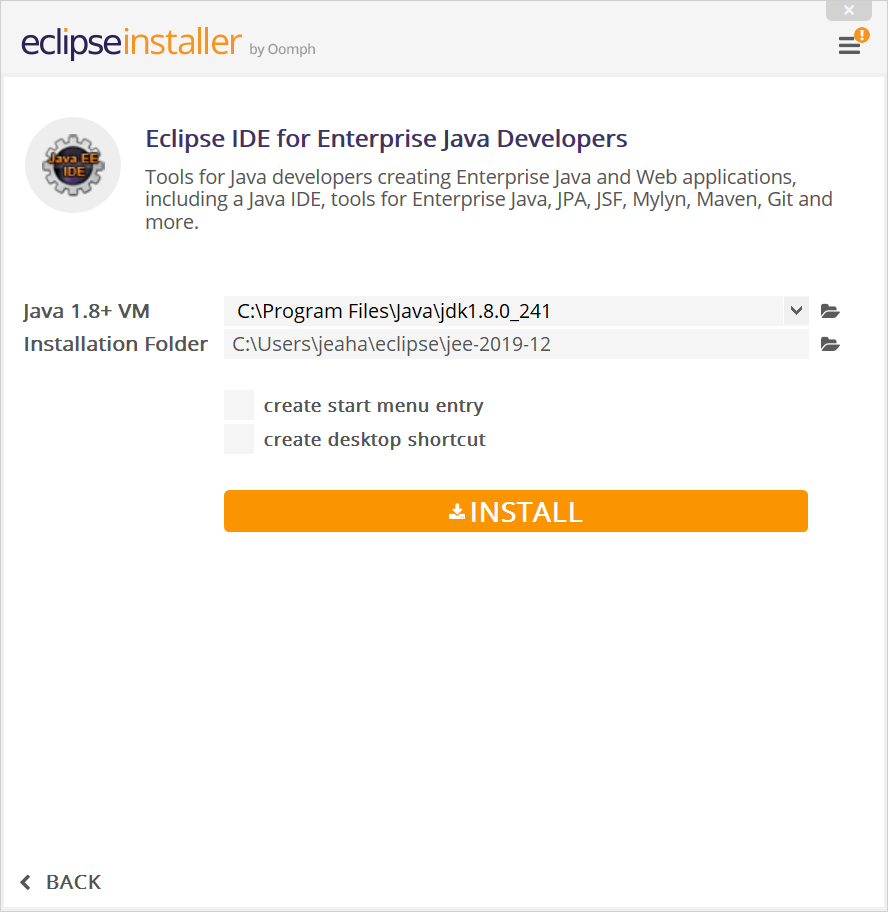 eclipseinstaller by Oomph
Java EE
IDE
Eclipse IDE for Enterprise Java Developers
Tools for Java developers creating Enterprise Java and Web applications,
including a Java IDE, tools for Enterprise Java, JPA, JSF, Mylyn, Maven, Git and
more.
Java 1.8+ VM C:\Program Files\Java\jdk1.8.0_241
Installation Folder C:\Users\jeaha\eclipse\jee-2019-12
create start menu entry
create desktop shortcut
INSTALL
BACK